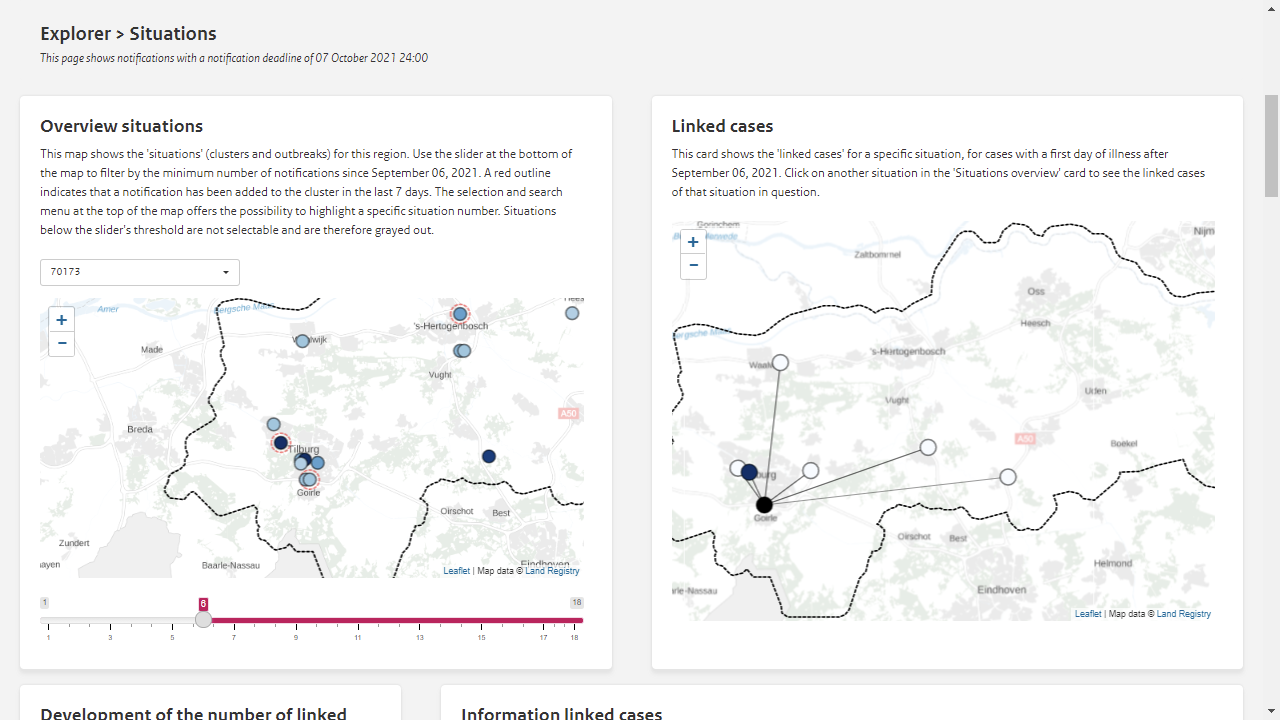 Explorer > Situations
This page shows notifications with a notification deadline of 07 October 2021 24:00
Overview situations
This map shows the 'situations' (clusters and outbreaks) for this region. Use the slider at the bottom of
the map to filter by the minimum number of notifications since September 06, 2021. A red outline
indicates that a notification has been added to the cluster in the last 7 days. The selection and search
menu at the top of the map offers the possibility to highlight a specific situation number. Situations
below the slider's threshold are not selectable and are therefore grayed out.
70173
+
−
Amer
Bergsche Maas
Made
's-Hertogenbosch
Vught
A50
Breda
Tilburg
Goirle
Oirschot
Best
Zundert
Baarle-Nassau
Eindhoven
Leaflet | Map data © Land Registry
1
6
18
1 3 5 7 9 11 13 15 17 18
Linked cases
This card shows the 'linked cases' for a specific situation, for cases with a first day of illness after
September 06, 2021. Click on another situation in the 'Situations overview' card to see the linked cases
of that situation in question.
+
−
Gorinchem
Zaltbommel
Nijm
Oss
Heesch
's-Hertogenbosch
Waal
Vught
Uden
A50
Boekel
burg
Goirle
Oirschot
Best
Helmond
Eindhoven
rle-Nassau
Leaflet | Map data © Land Registry
Development of the number of linked
Information linked cases